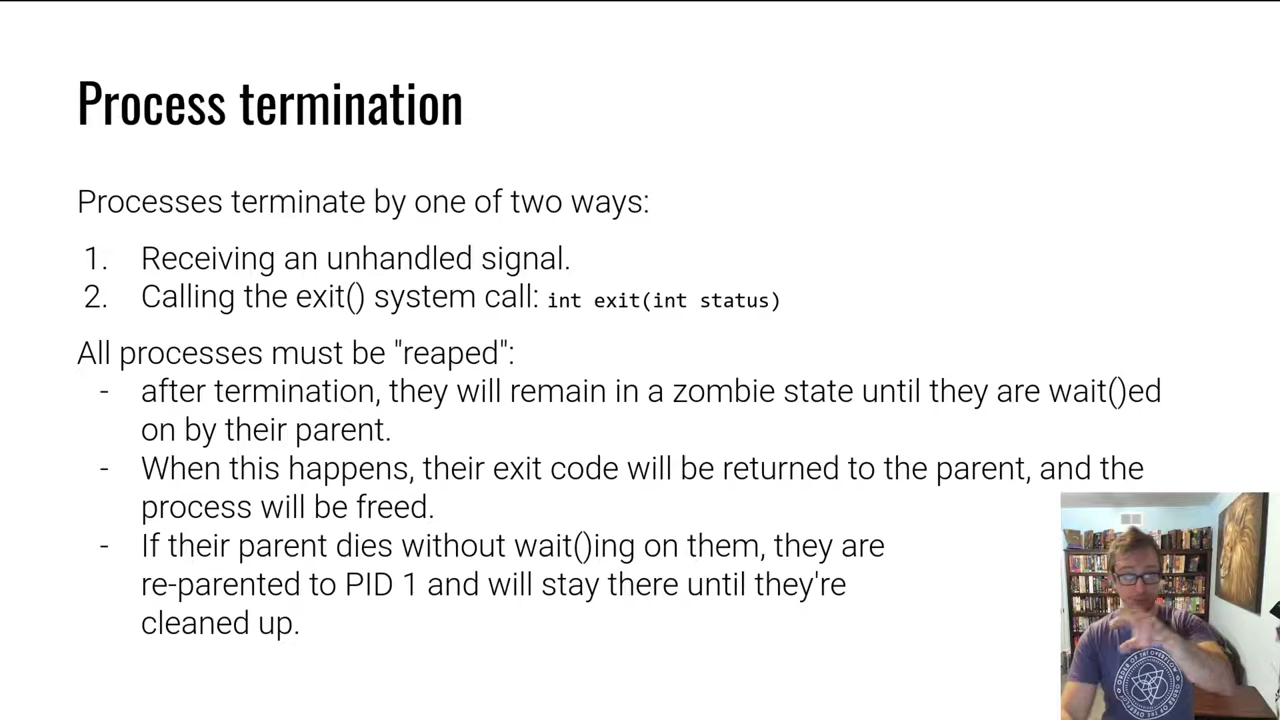 Process termination
Processes terminate by one of two ways:
1. Receiving an unhandled signal.
2. Calling the exit() system call: int exit(int status)
All processes must be "reaped":
- after termination, they will remain in a zombie state until they are wait()ed
on by their parent.
- When this happens, their exit code will be returned to the parent, and the
process will be freed.
- If their parent dies without wait()ing on them, they are
re-parented to PID 1 and will stay there until they're
cleaned up.
ORDER OF THE OVERFLOW